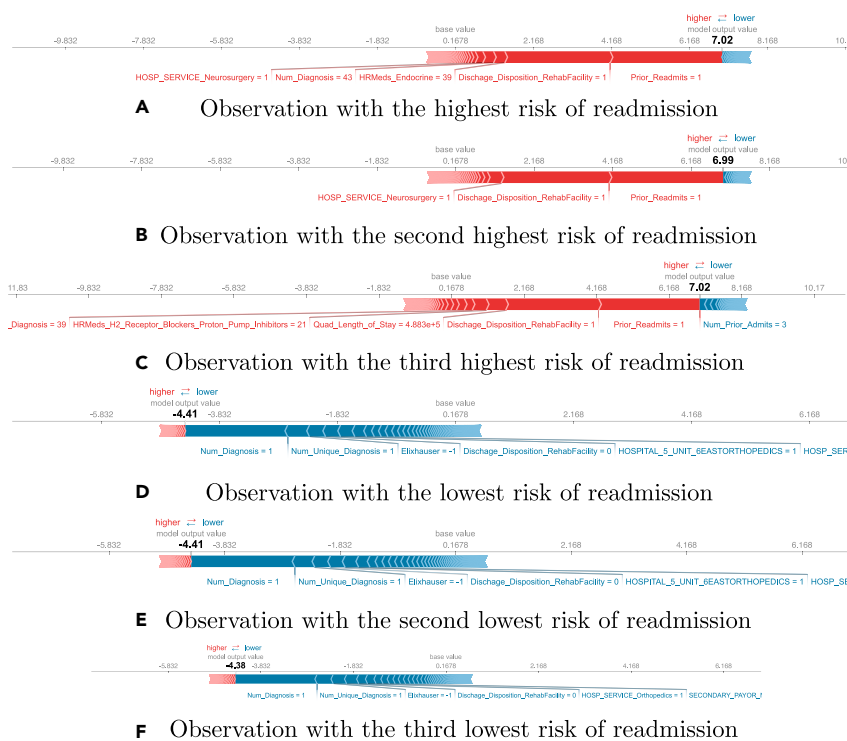 higher ⇄ lower
base value model output value
-9.832 -5.832 -3.832 -1.832 0.1678 2.168 4.168 6.168 7.02 8.168 10.
HOSP_SERVICE_Neurosurgery = 1 Num_Diagnosis = 43 HRMeds_Endocrine = 39 Dischage_Disposition_RehabFacility = 1 Prior_Readmits = 1
A Observation with the highest risk of readmission
higher ⇄ lower
base value model output value
-9.832 -7.832 -5.832 -3.832 -1.832 0.1678 2.168 4.168 6.168 6.99 8.168 10.
HOSP_SERVICE_Neurosurgery = 1 Dischage_Disposition_RehabFacility = 1 Prior_Readmits = 1
B Observation with the second highest risk of readmission
higher ⇄ lower
base value model output value
11.83 -9.832 -7.832 -5.832 -3.832 -1.832 0.1678 2.168 4.168 6.168 7.02 8.168 10.17
_Diagnosis = 39 HRMeds_H2_Receptor_Blockers_Proton_Pump_Inhibitors = 21 Quad_Length_of_Stay = 4.883e+5 Dischage_Disposition_RehabFacility = 1 Prior_Readmits = 1 Num_Prior_Admits = 3
C Observation with the third highest risk of readmission
higher ⇄ lower
model output value base value
-5.832 -4.41 -3.832 -1.832 0.1678 2.168 4.168 6.168
Num_Diagnosis = 1 Num_Unique_Diagnosis = 1 Elixhauser = -1 Dischage_Disposition_RehabFacility = 0 HOSPITAL_5_UNIT_6EASTORTHOPEDICS = 1 HOSP_SER
D Observation with the lowest risk of readmission
higher ⇄ lower
model output value base value
-5.832 -4.41 -3.832 -1.832 0.1678 2.168 4.168 6.168
Num_Diagnosis = 1 Num_Unique_Diagnosis = 1 Elixhauser = -1 Dischage_Disposition_RehabFacility = 0 HOSPITAL_5_UNIT_6EASTORTHOPEDICS = 1 HOSP_SE
E Observation with the second lowest risk of readmission
higher ⇄ lower
model output value base value
-5.832 -4.38 -3.832 -1.832 0.1678 2.168 4.168 6.168
Num_Diagnosis = 1 Num_Unique_Diagnosis = 1 Elixhauser = -1 Dischage_Disposition_RehabFacility = 0 HOSP_SERVICE_Orthopedics = 1 SECONDARY_PAYOR_
F Observation with the third lowest risk of readmission